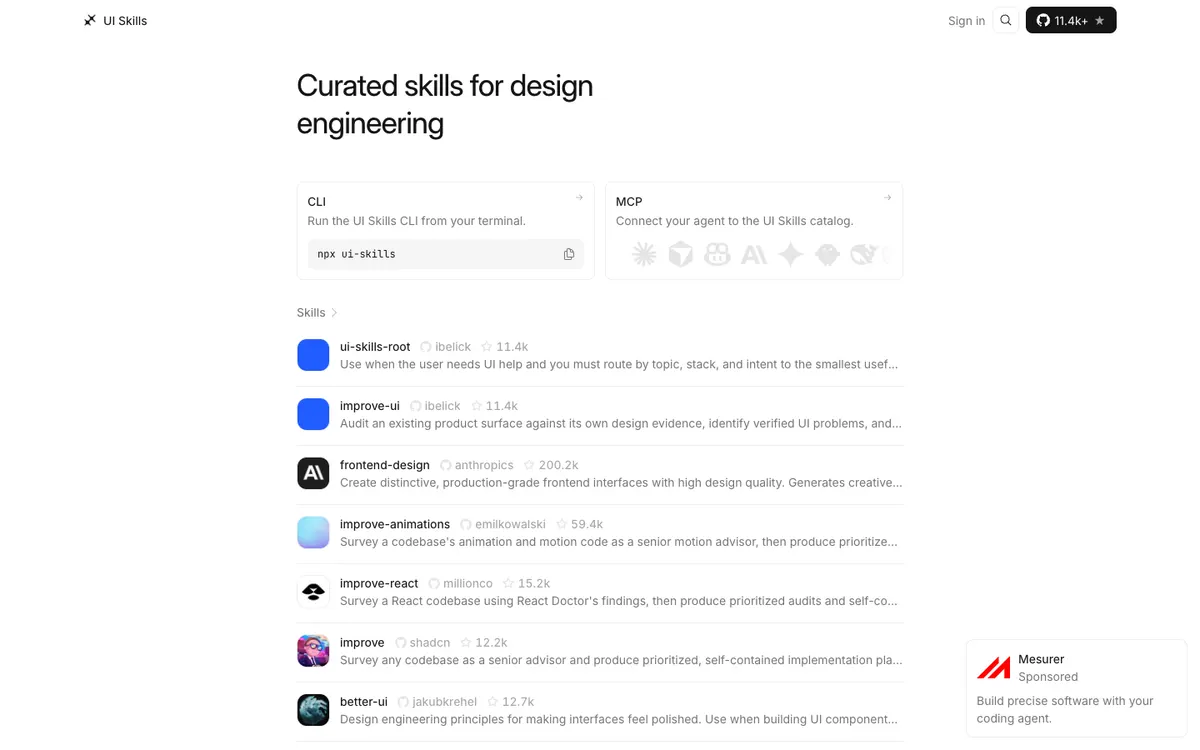 UI Skills
Sign in
11.4k+
Curated skills for design
engineering
CLI
Run the UI Skills CLI from your terminal.
npx ui-skills
MCP
Connect your agent to the UI Skills catalog.
Skills
ui-skills-root ibelick 11.4k
Use when the user needs UI help and you must route by topic, stack, and intent to the smallest usef...
improve-ui ibelick 11.4k
Audit an existing product surface against its own design evidence, identify verified UI problems, and...
frontend-design anthropics 200.2k
Create distinctive, production-grade frontend interfaces with high design quality. Generates creative...
improve-animations emilkowalski 59.4k
Survey a codebase's animation and motion code as a senior motion advisor, then produce prioritize...
improve-react millionco 15.2k
Survey a React codebase using React Doctor's findings, then produce prioritized audits and self-co...
improve shadcn 12.2k
Survey any codebase as a senior advisor and produce prioritized, self-contained implementation pla...
better-ui jakubkrehel 12.7k
Design engineering principles for making interfaces feel polished. Use when building UI component...
Mesurer
Sponsored
Build precise software with your
coding agent.